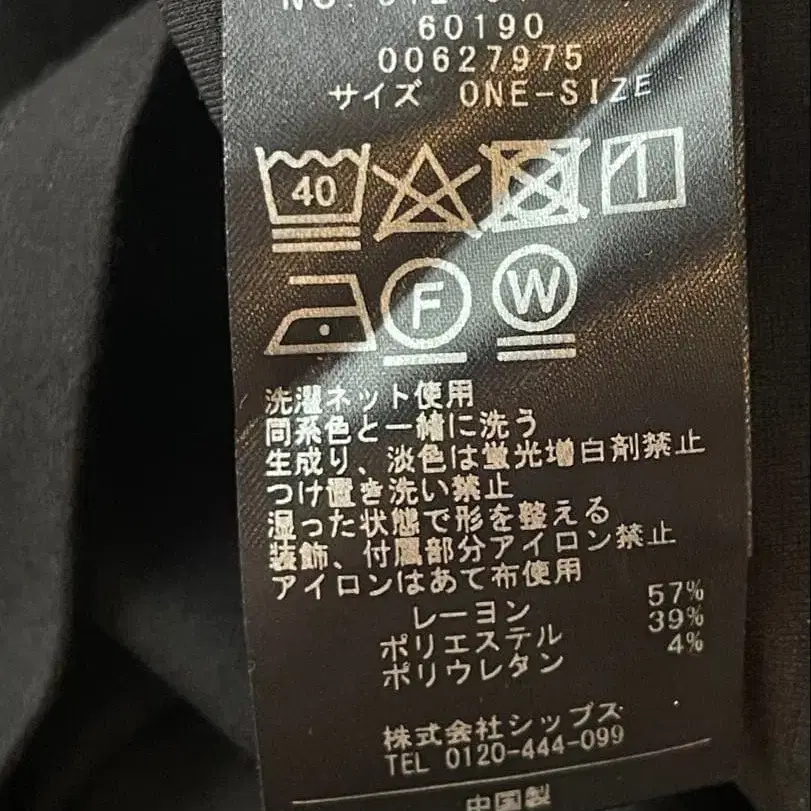 60190
00627975
サイズ ONE-SIZE
40
F W
洗濯ネット使用
同系色と一緒に洗う
生成り、淡色は蛍光増白剤禁止
つけ置き洗い禁止
湿った状態で形を整える
装飾、付属部分アイロン禁止
アイロンはあて布使用
レーヨン 57%
ポリエステル 39%
ポリウレタン 4%
株式会社シップス
TEL 0120-444-099
中国製